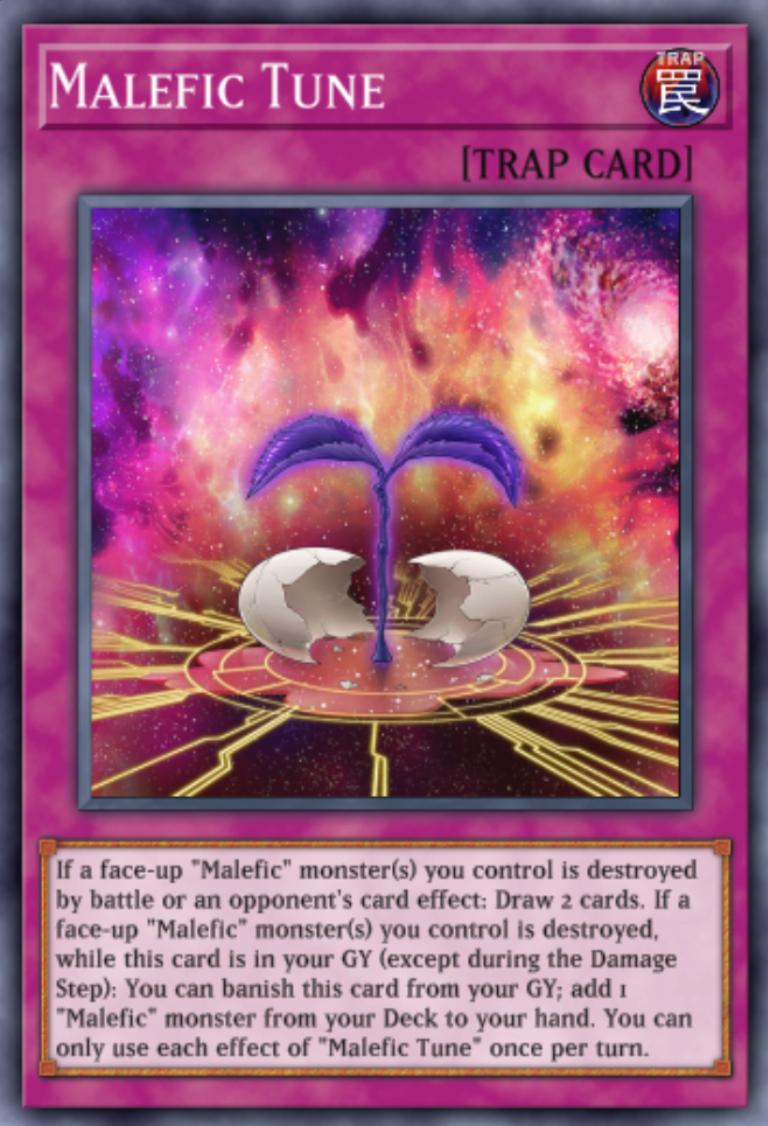 Malefic Tune
TRAP
罠
[TRAP CARD]
If a face-up "Malefic" monster(s) you control is destroyed
by battle or an opponent's card effect: Draw 2 cards. If a
face-up "Malefic" monster(s) you control is destroyed,
while this card is in your GY (except during the Damage
Step): You can banish this card from your GY; add 1
"Malefic" monster from your Deck to your hand. You can
only use each effect of "Malefic Tune" once per turn.